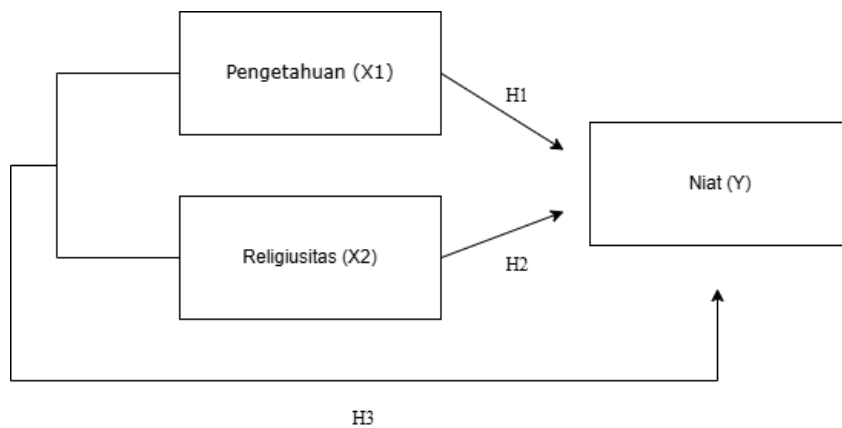 Pengetahuan (X1)
H1
Niat (Y)
Religiusitas (X2)
H2
H3